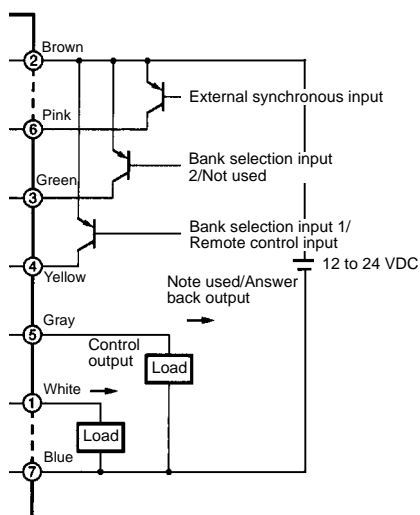 Brown
2
External synchronous input
Pink
6
Bank selection input
2/Not used
Green
3
Bank selection input 1/
Remote control input
4
Yellow
12 to 24 VDC
Note used/Answer
back output
Gray
5
Control
output
Load
White
1
Load
Blue
7